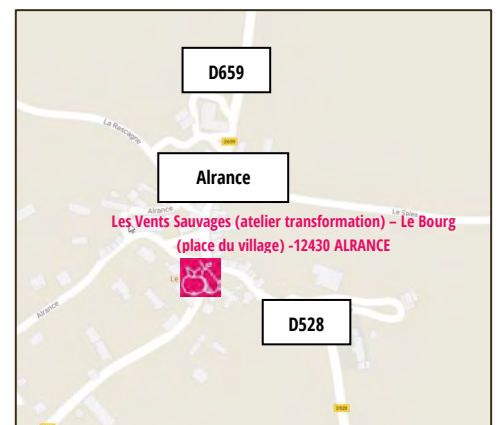 D659
La Rascagne
D659
Alrance
Le Salès
Alrance
Les Vents Sauvages (atelier transformation) – Le Bourg
(place du village) -12430 ALRANCE
Le
Alrance
D528
D528